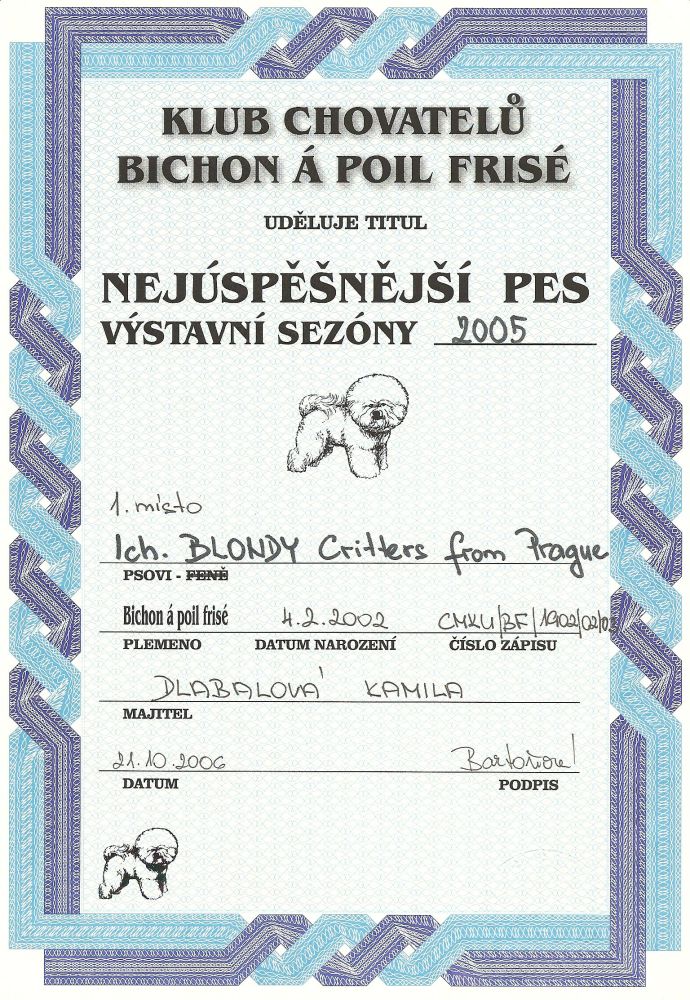 KLUB CHOVATELŮ
BICHON Á POIL FRISÉ
UDĚLUJE TITUL
NEJÚSPĚŠNĚJŠÍ PES
VÝSTAVNÍ SEZÓNY 2005
1. místo
Ich. BLONDY Critters from Prague
PSOVI - FENĚ
Bichon á poil frisé 4.2.2002 CMKU/BF/1902/02/02
PLEMENO DATUM NAROZENÍ ČÍSLO ZÁPISU
DLABALOVÁ KAMILA
MAJITEL
21.10.2006
DATUM PODPIS